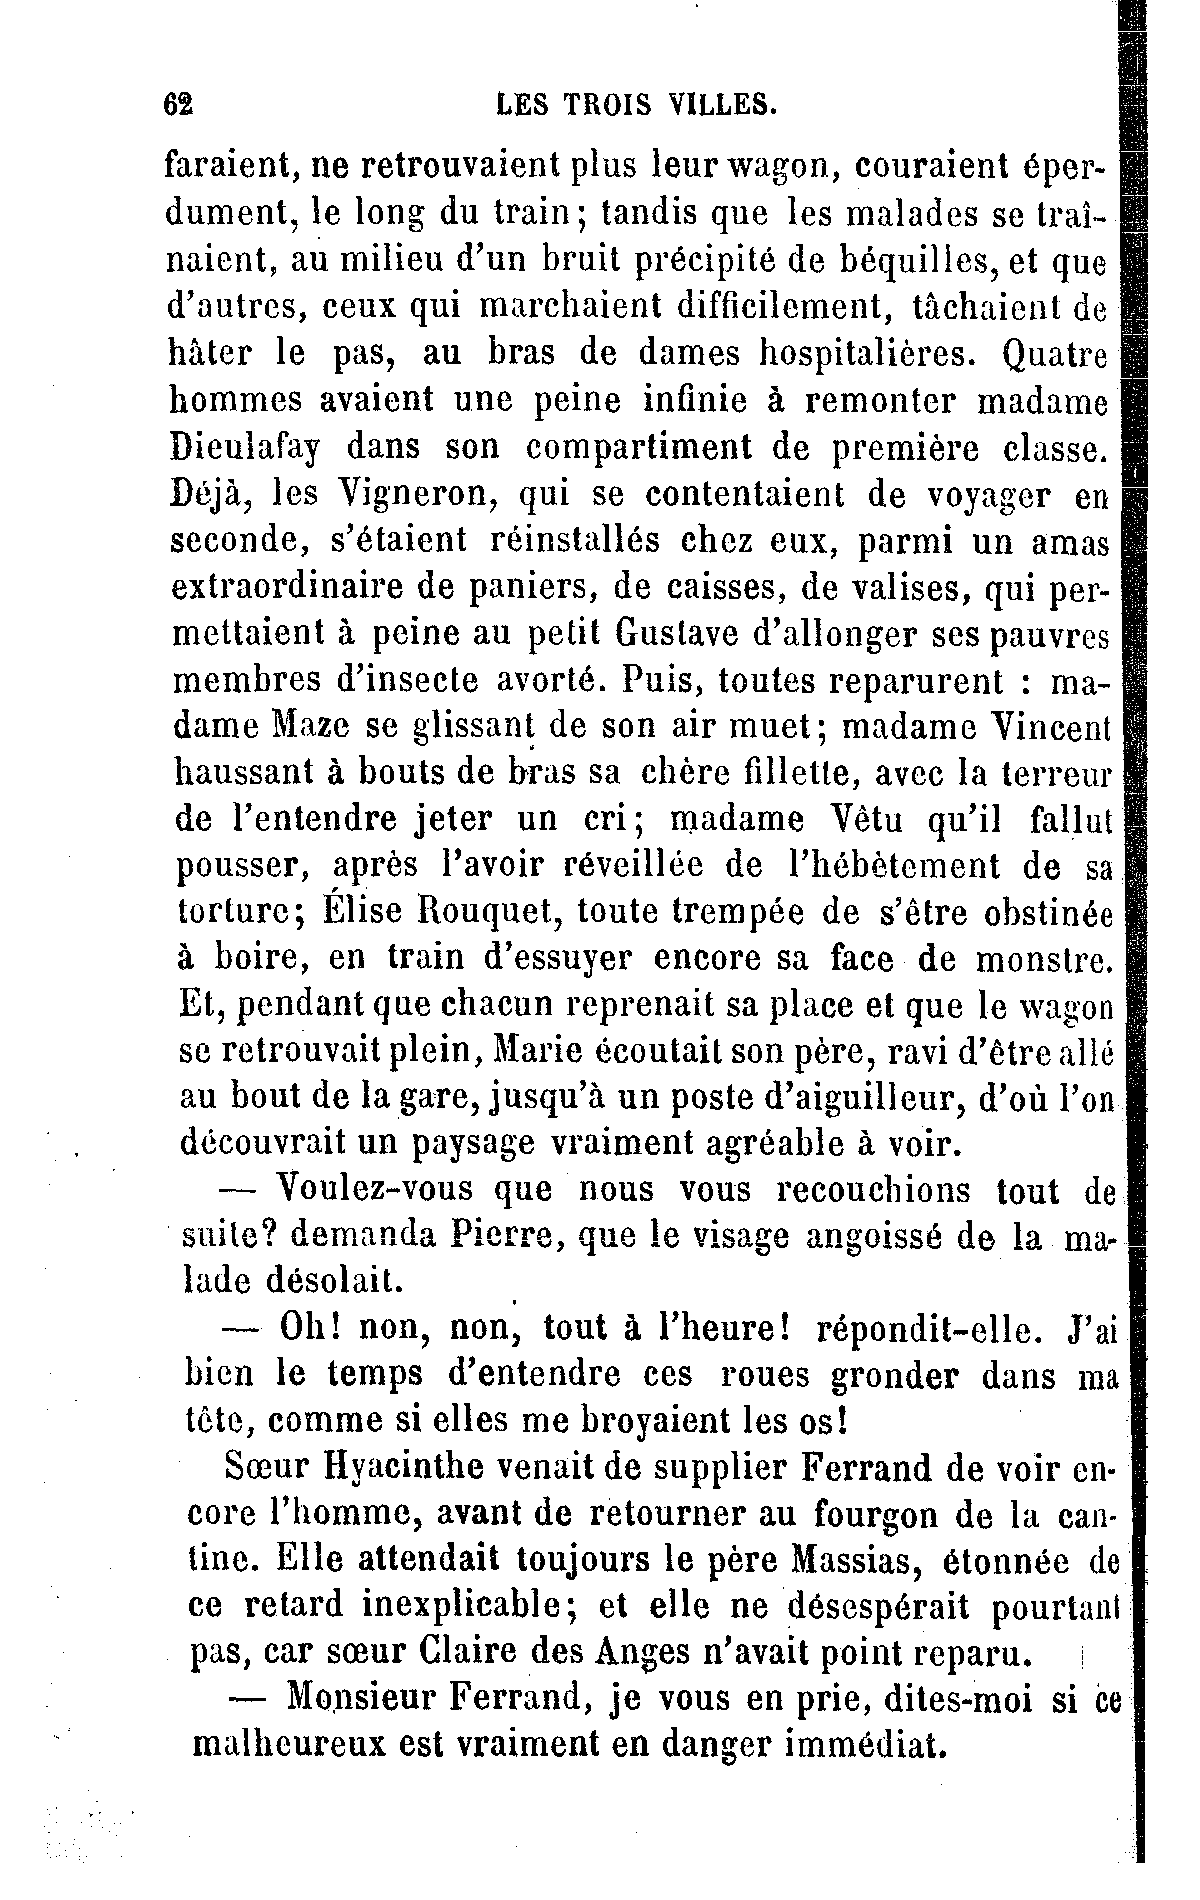 62 LES TROIS VILLES.
faraient, ne retrouvaient plus leur wagon, couraient éper-
dument, le long du train; tandis que les malades se traî-
naient, au milieu d'un bruit précipité de béquilles, et que
d'autres, ceux qui marchaient difficilement, tâchaient de
hâter le pas, au bras de dames hospitalières. Quatre
hommes avaient une peine infinie à remonter madame
Dieulafay dans son compartiment de première classe.
Déjà, les Vigneron, qui se contentaient de voyager en
seconde, s'étaient réinstallés chez eux, parmi un amas
extraordinaire de paniers, de caisses, de valises, qui per-
mettaient à peine au petit Gustave d'allonger ses pauvres
membres d'insecte avorté. Puis, toutes reparurent : ma-
dame Maze se glissant de son air muet; madame Vincent
haussant à bouts de bras sa chère fillette, avec la terreur
de l'entendre jeter un cri; madame Vêtu qu'il fallut
pousser, après l'avoir réveillée de l'hébètement de sa
torture; Élise Rouquet, toute trempée de s'être obstinée
à boire, en train d'essuyer encore sa face de monstre.
Et, pendant que chacun reprenait sa place et que le wagon
se retrouvait plein, Marie écoutait son père, ravi d'être allé
au bout de la gare, jusqu'à un poste d'aiguilleur, d'où l'on
découvrait un paysage vraiment agréable à voir.
— Voulez-vous que nous vous recouchions tout de
suite? demanda Pierre, que le visage angoissé de la ma-
lade désolait.
— Oh! non, non, tout à l'heure! répondit-elle. J'ai
bien le temps d'entendre ces roues gronder dans ma
tête, comme si elles me broyaient les os!
Sœur Hyacinthe venait de supplier Ferrand de voir en-
core l'homme, avant de retourner au fourgon de la can-
tine. Elle attendait toujours le père Massias, étonnée de
ce retard inexplicable; et elle ne désespérait pourtant
pas, car sœur Claire des Anges n'avait point reparu.
— Monsieur Ferrand, je vous en prie, dites-moi si ce
malheureux est vraiment en danger immédiat.